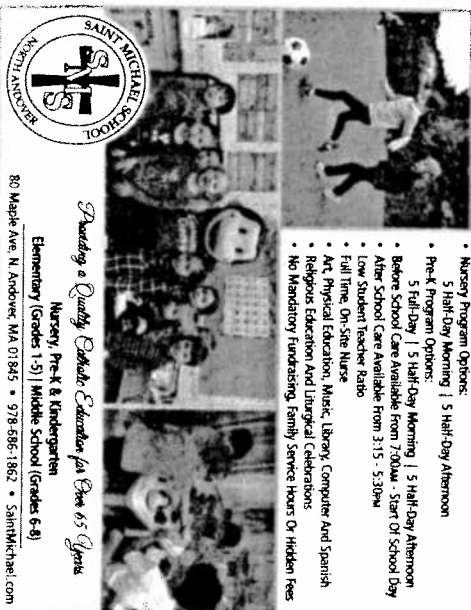 SAINT MICHAEL SCHOOL
SMS
NORTH ANDOVER
• Nursery Program Options:
5 Half-Day Morning | 5 Half-Day Afternoon
• Pre-K Program Options:
5 Full-Day | 5 Half-Day Morning | 5 Half-Day Afternoon
• Before School Care Available From 7:00AM - Start Of School Day
• After School Care Available From 3:15 - 5:30PM
• Low Student Teacher Ratio
• Full Time, On-Site Nurse
• Art, Physical Education, Music, Library, Computer And Spanish
• Religious Education And Liturgical Celebrations
• No Mandatory Fundraising, Family Service Hours Or Hidden Fees
Providing a Quality Catholic Education for Over 65 Years
Nursery, Pre-K & Kindergarten
Elementary (Grades 1-5) | Middle School (Grades 6-8)
80 Maple Ave, N. Andover, MA 01845 • 978-686-1862 • SaintMichael.com